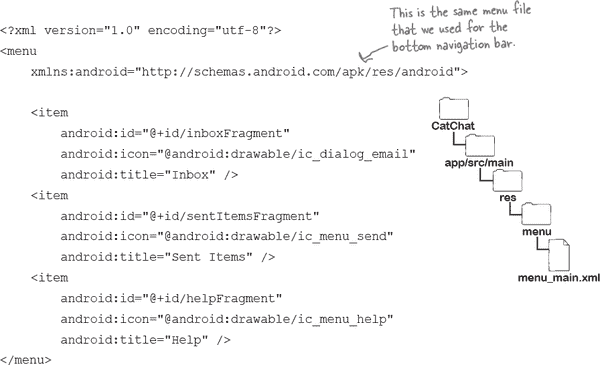 This is the same menu file
that we used for the
bottom navigation bar.
<?xml version="1.0" encoding="utf-8"?>
<menu
    xmlns:android="http://schemas.android.com/apk/res/android">
    <item
        android:id="@+id/inboxFragment"
        android:icon="@android:drawable/ic_dialog_email"
        android:title="Inbox" />
    <item
        android:id="@+id/sentItemsFragment"
        android:icon="@android:drawable/ic_menu_send"
        android:title="Sent Items" />
    <item
        android:id="@+id/helpFragment"
        android:icon="@android:drawable/ic_menu_help"
        android:title="Help" />
</menu>
CatChat
app/src/main
res
menu
menu_main.xml